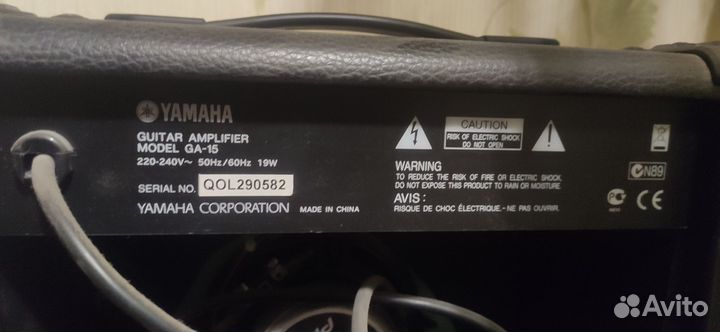 YAMAHA
GUITAR AMPLIFIER
MODEL GA-15
220-240V~ 50Hz/60Hz 19W
SERIAL NO. QOL290582
YAMAHA CORPORATION MADE IN CHINA
CAUTION
RISK OF ELECTRIC SHOCK
DO NOT OPEN
WARNING
TO REDUCE THE RISK OF FIRE OR ELECTRIC SHOCK
DO NOT EXPOSE THIS PRODUCT TO RAIN OR MOISTURE.
AVIS :
RISQUE DE CHOC ÉLECTRIQUE.- NE PAS OUVRIR.
N89
CE
Avito